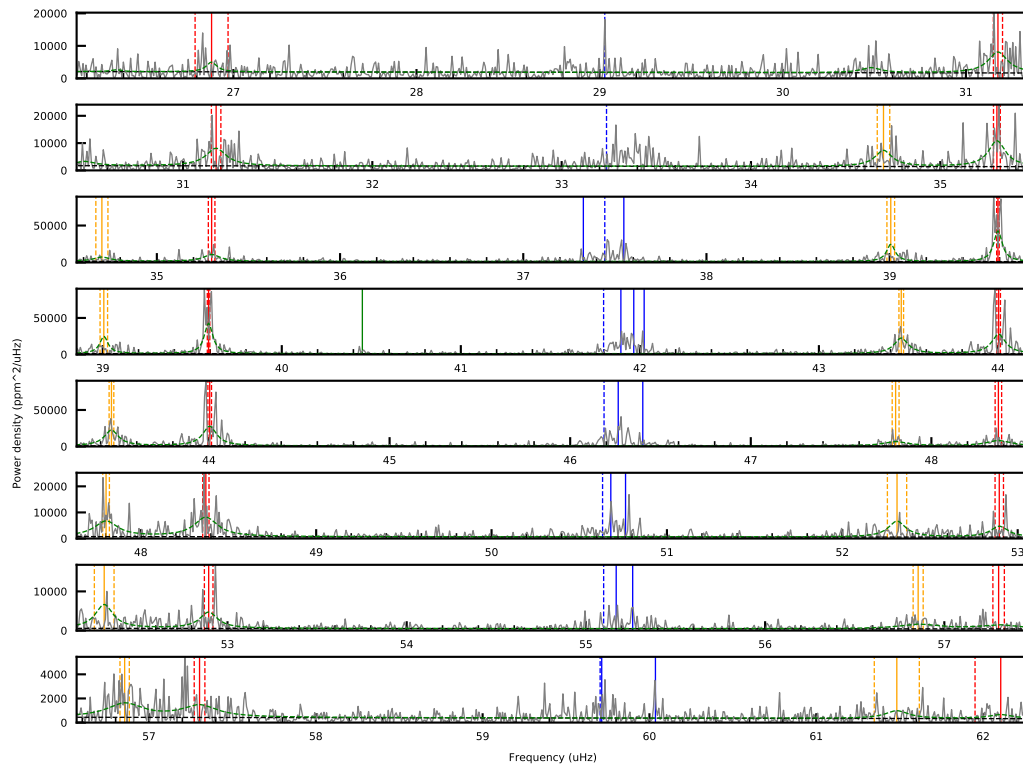 20000
10000
0
27 28 29 30 31
20000
10000
0
31 32 33 34 35
50000
0
35 36 37 38 39
50000
0
39 40 41 42 43 44
50000
0
44 45 46 47 48
20000
10000
0
48 49 50 51 52 53
10000
0
53 54 55 56 57
4000
2000
0
57 58 59 60 61 62
Power density (ppm^2/(uHz)
Frequency (uHz)